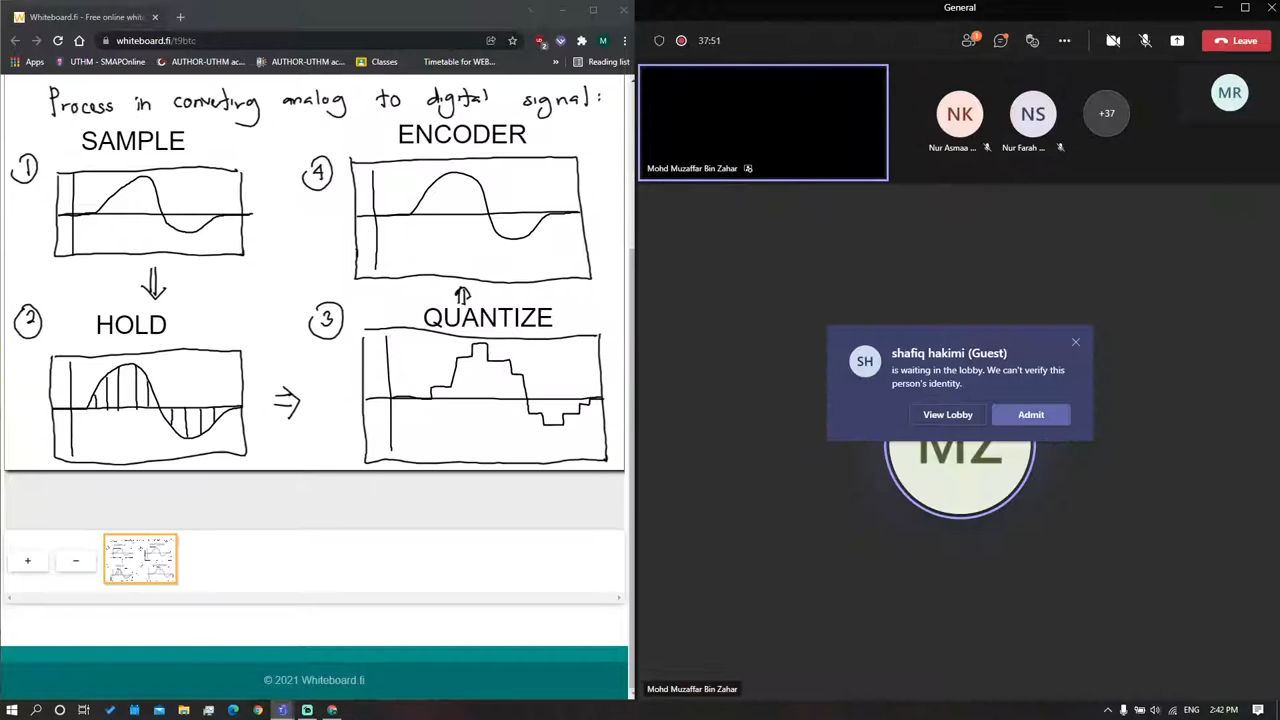 Whiteboard.fi - Free online whit
whiteboard.fi/t9btc
2
M
Apps
UTHM - SMAPOnline
AUTHOR-UTHM ac...
AUTHOR-UTHM ac...
Classes
Timetable for WEB...
»
Reading list
Process in converting analog to digital signal:
SAMPLE
ENCODER
1
4
2
HOLD
3
QUANTIZE
+
-
© 2021 Whiteboard.fi
General
37:51
1
Leave
Mohd Muzaffar Bin Zahar
NK
Nur Asmaa ...
NS
Nur Farah ...
+37
MR
SH
shafiq hakimi (Guest)
is waiting in the lobby. We can't verify this
person's identity.
View Lobby
Admit
MZ
Mohd Muzaffar Bin Zahar
2:42 PM